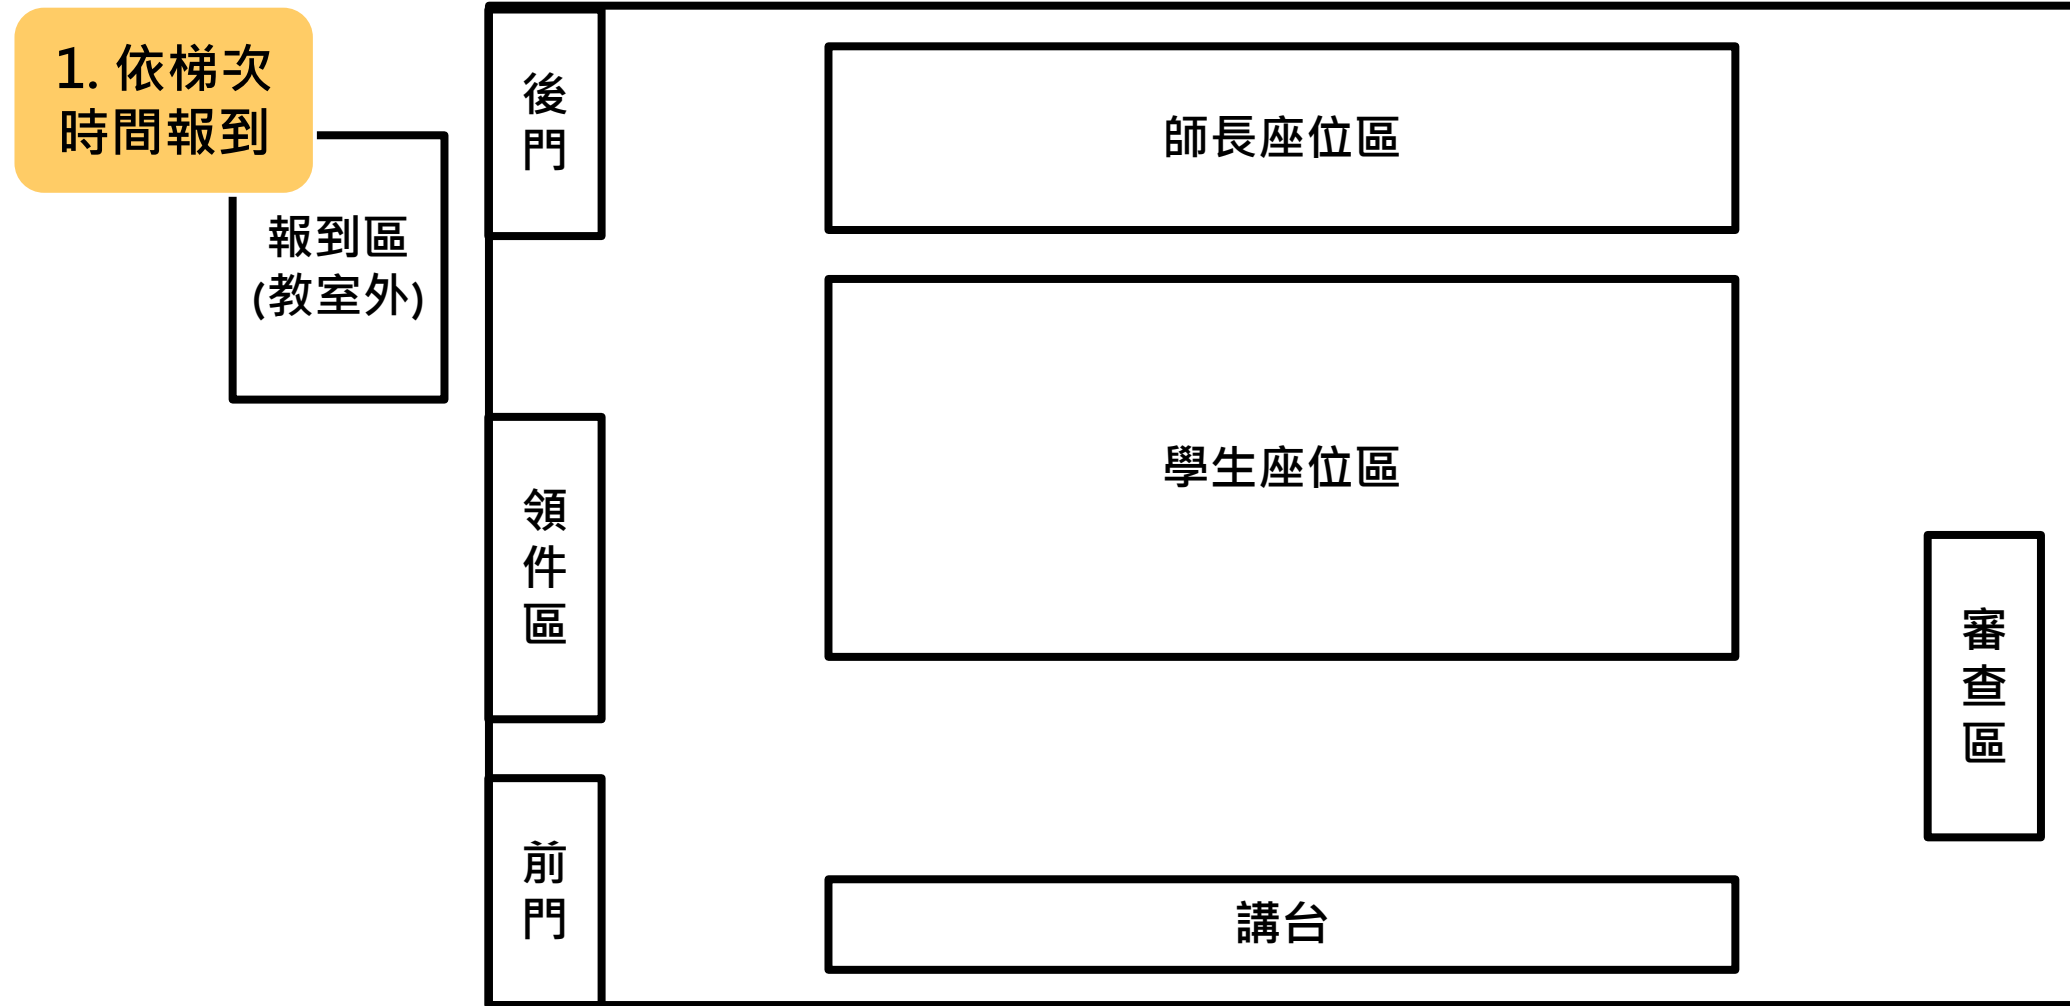 1. 依梯次
時間報到
報到區
(教室外)
後
門
師長座位區
學生座位區
領
件
區
審
查
區
前
門
講台